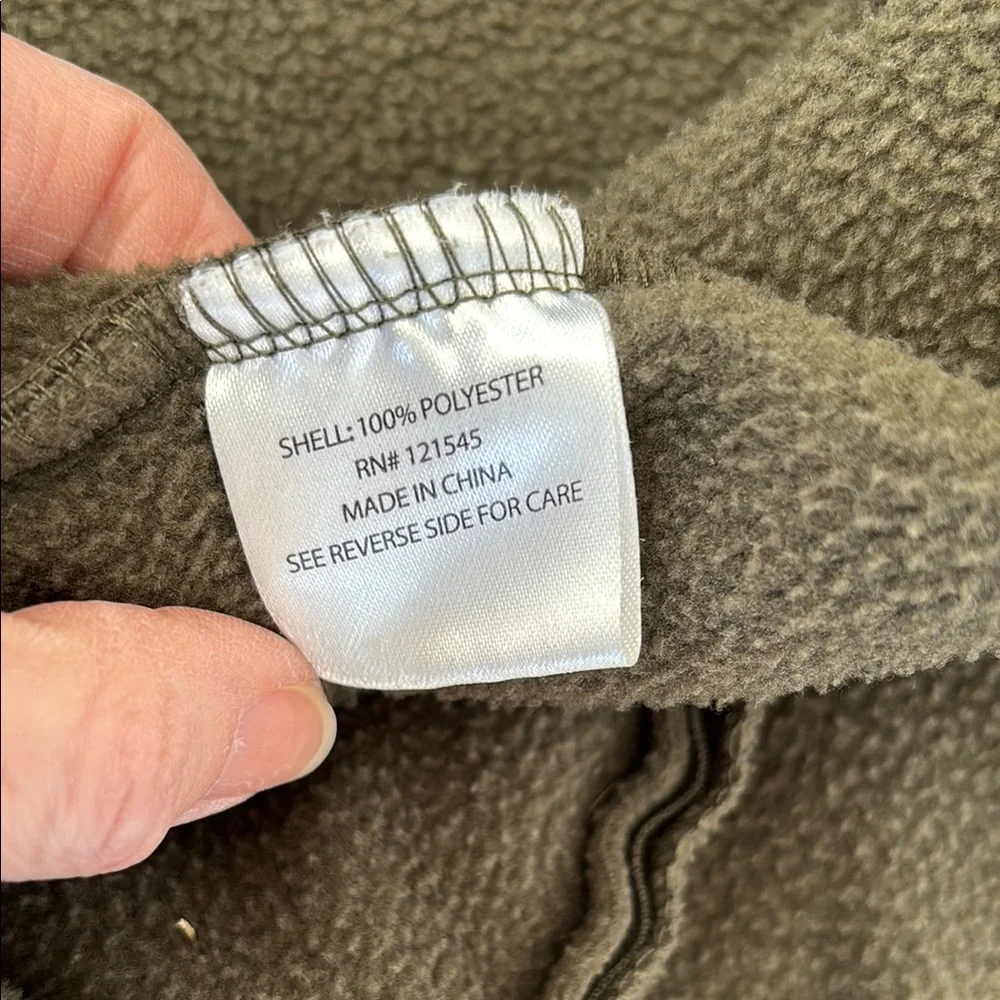 SHELL: 100% POLYESTER
RN# 121545
MADE IN CHINA
SEE REVERSE SIDE FOR CARE